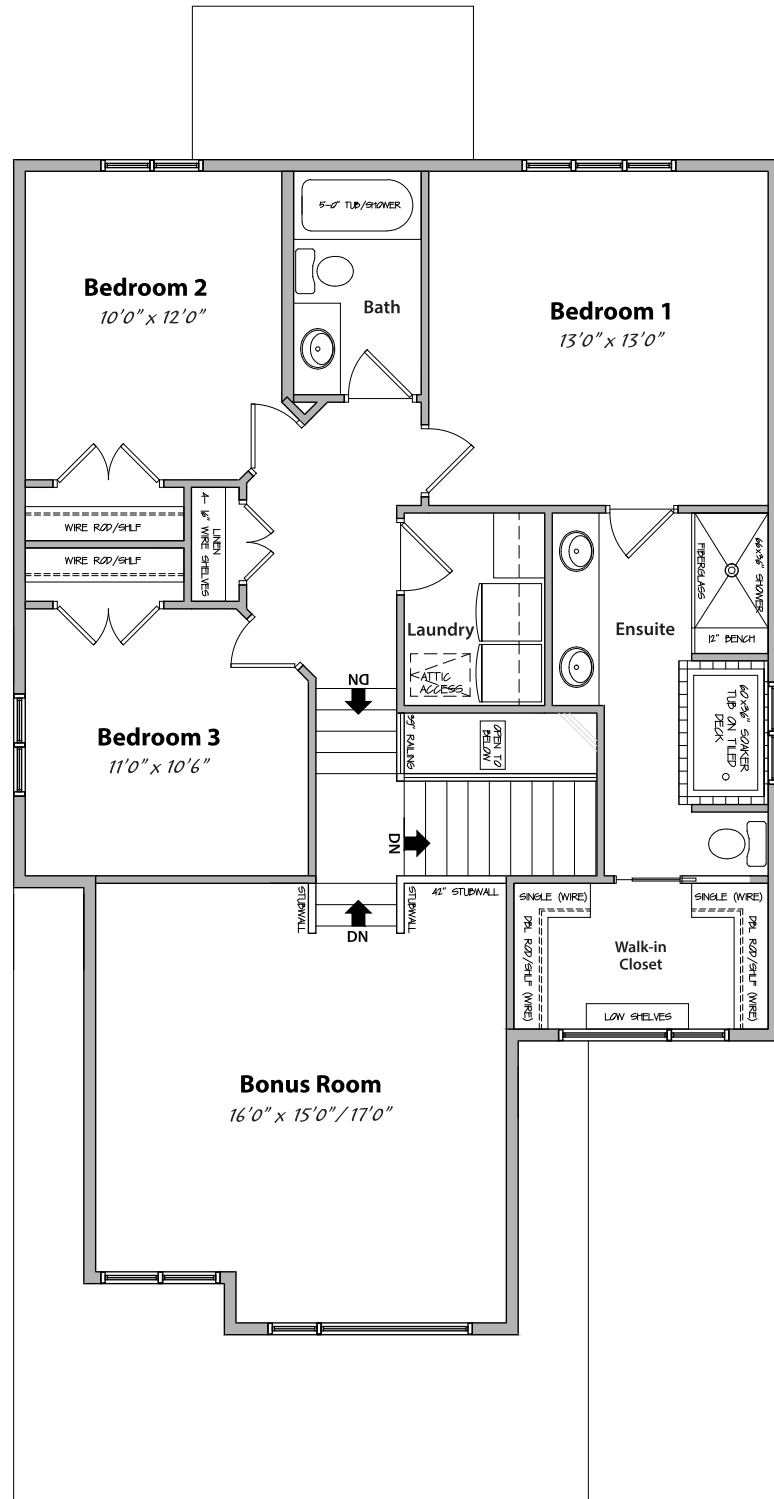 5'-0" TUB/SHOWER
Bath
Bedroom 2
10'0" x 12'0"
Bedroom 1
13'0" x 13'0"
WIRE ROD/SHLF
WIRE ROD/SHLF
LINEN
4- 16" WIRE SHELVES
Laundry
ATTIC
ACCESS
Ensuite
66x36" SHOWER
FIBERGLASS
12" BENCH
60x36" SOAKER
TUB ON TILED
DECK
Bedroom 3
11'0" x 10'6"
DN
35" RAILING
OPEN TO
BELOW
DN
DN
STUBWALL
STUBWALL
42" STUBWALL
SINGLE (WIRE)
SINGLE (WIRE)
DBL ROD/SHLF (WIRE)
DBL ROD/SHLF (WIRE)
Walk-in
Closet
LOW SHELVES
Bonus Room
16'0" x 15'0" / 17'0"